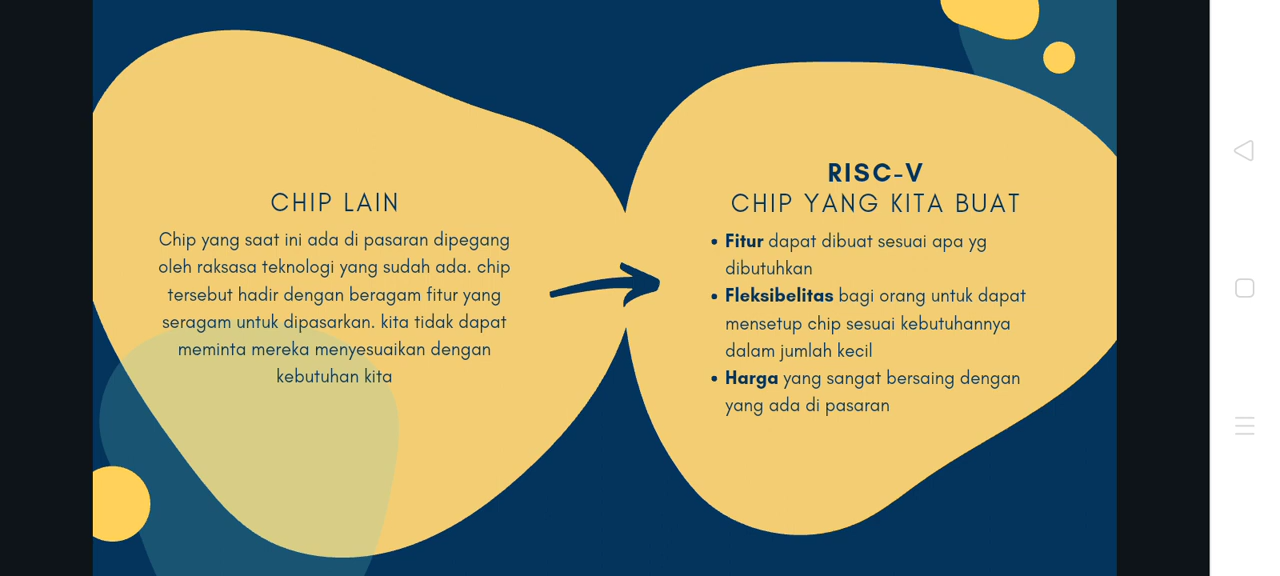 CHIP LAIN
Chip yang saat ini ada di pasaran dipegang
oleh raksasa teknologi yang sudah ada. chip
tersebut hadir dengan beragam fitur yang
seragam untuk dipasarkan. kita tidak dapat
meminta mereka menyesuaikan dengan
kebutuhan kita
RISC-V
CHIP YANG KITA BUAT
• Fitur dapat dibuat sesuai apa yg
dibutuhkan
• Fleksibelitas bagi orang untuk dapat
mensetup chip sesuai kebutuhannya
dalam jumlah kecil
• Harga yang sangat bersaing dengan
yang ada di pasaran